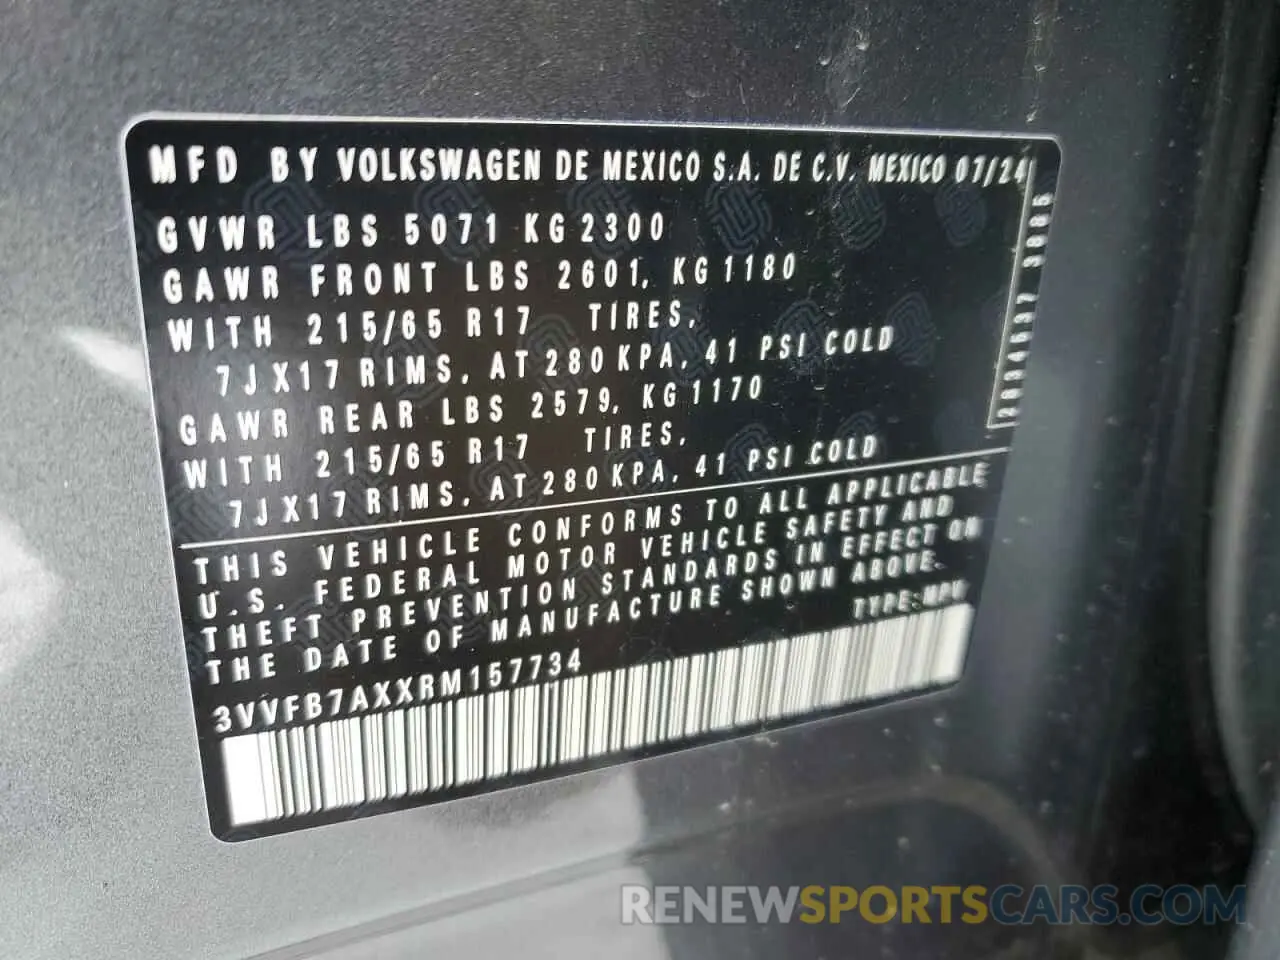 MFD BY VOLKSWAGEN DE MEXICO S.A. DE C.V. MEXICO 07/24
GVWR LBS 5071 KG 2300
GAWR FRONT LBS 2601, KG 1180
WITH 215/65 R17 TIRES,
7JX17 RIMS, AT 280 KPA, 41 PSI COLD
GAWR REAR LBS 2579, KG 1170
WITH 215/65 R17 TIRES,
7JX17 RIMS, AT 280 KPA, 41 PSI COLD
THIS VEHICLE CONFORMS TO ALL APPLICABLE
U.S. FEDERAL MOTOR VEHICLE SAFETY AND
THEFT PREVENTION STANDARDS IN EFFECT ON
THE DATE OF MANUFACTURE SHOWN ABOVE.
TYPE: MPV
3VVFB7AXXRM157734
RENEWSPORTSCARS.COM